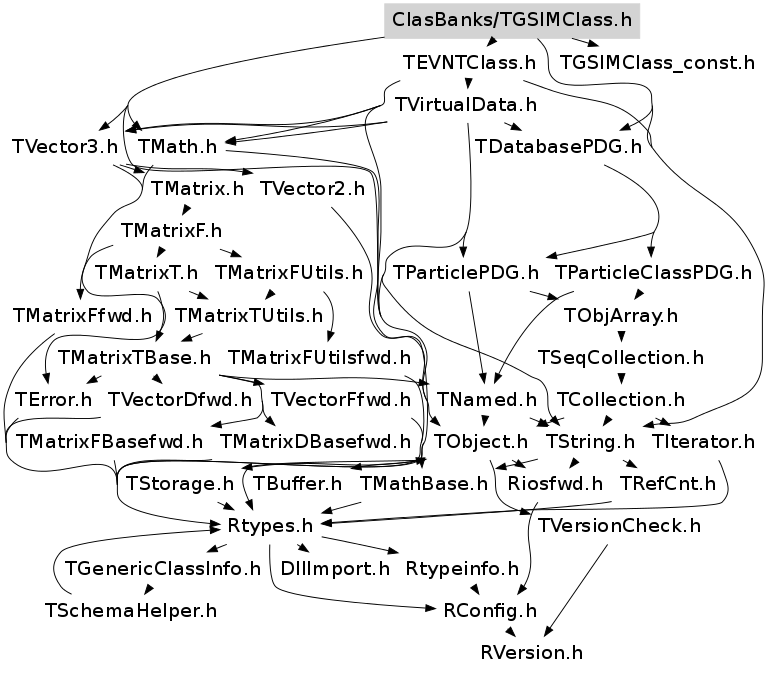 ClasBanks/TGSIMClass.h
TEVNTClass.h
TGSIMClass_const.h
TVirtualData.h
TVector3.h
TMath.h
TDatabasePDG.h
TMatrix.h
TVector2.h
TMatrixF.h
TMatrixT.h
TMatrixFUtils.h
TParticlePDG.h
TParticleClassPDG.h
TMatrixFfwd.h
TMatrixTUtils.h
TObjArray.h
TMatrixTBase.h
TMatrixFUtilsfwd.h
TSeqCollection.h
TError.h
TVectorDfwd.h
TVectorFfwd.h
TNamed.h
TCollection.h
TMatrixFBasefwd.h
TMatrixDBasefwd.h
TObject.h
TString.h
TIterator.h
TStorage.h
TBuffer.h
TMathBase.h
Riosfwd.h
TRefCnt.h
Rtypes.h
TVersionCheck.h
TGenericClassInfo.h
DllImport.h
Rtypeinfo.h
TSchemaHelper.h
RConfig.h
RVersion.h